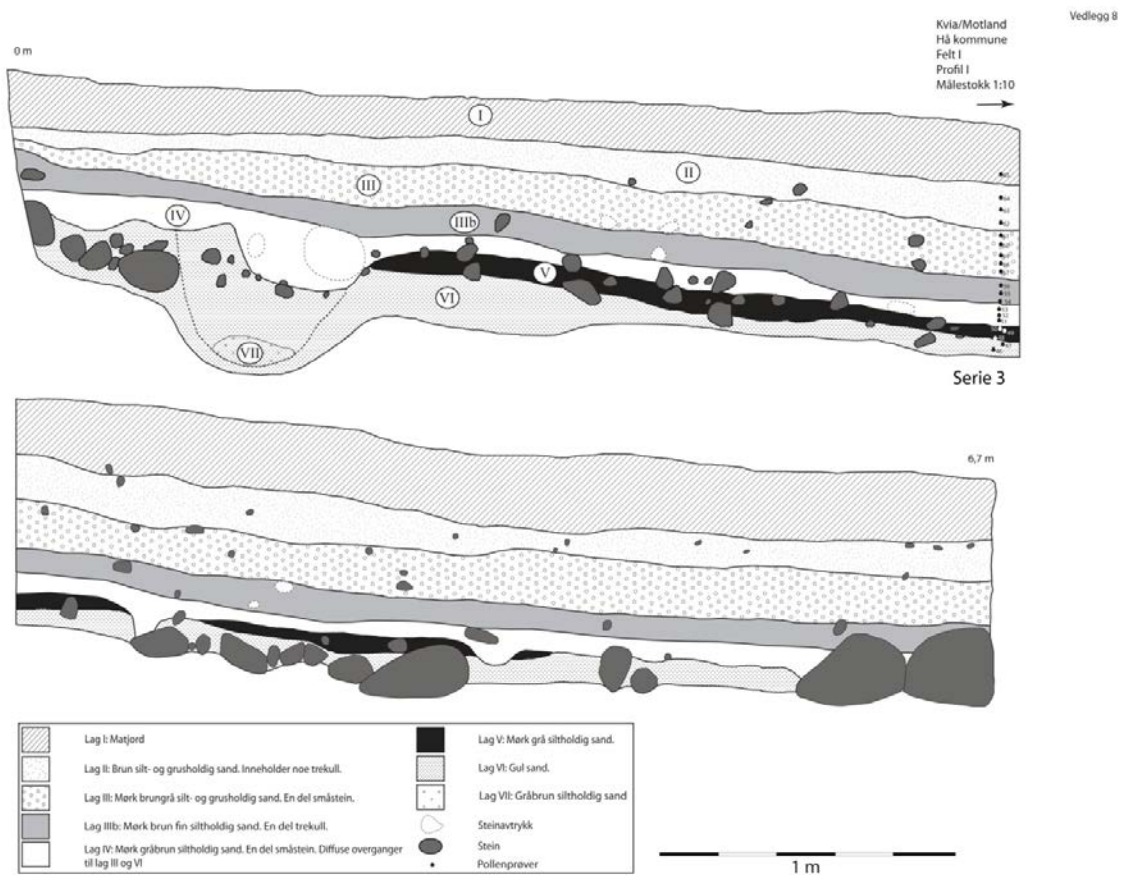 Vedlegg 8
Kvia/Motland
Hå kommune
Felt I
Profil I
Målestokk 1:10
0 m
I
II
III
IIIb
IV
V
VI
VII
Serie 3
6,7 m
Lag I: Matjord
Lag II: Brun silt- og grusholdig sand. Inneholder noe trekull.
Lag III: Mørk brungrå silt- og grusholdig sand. En del småstein.
Lag IIIb: Mørk brun fin siltholdig sand. En del trekull.
Lag IV: Mørk gråbrun siltholdig sand. En del småstein. Diffuse overganger
til lag III og VI
Lag V: Mørk grå siltholdig sand.
Lag VI: Gul sand.
Lag VII: Gråbrun siltholdig sand
Steinavtrykk
Stein
Pollenprøver
1 m